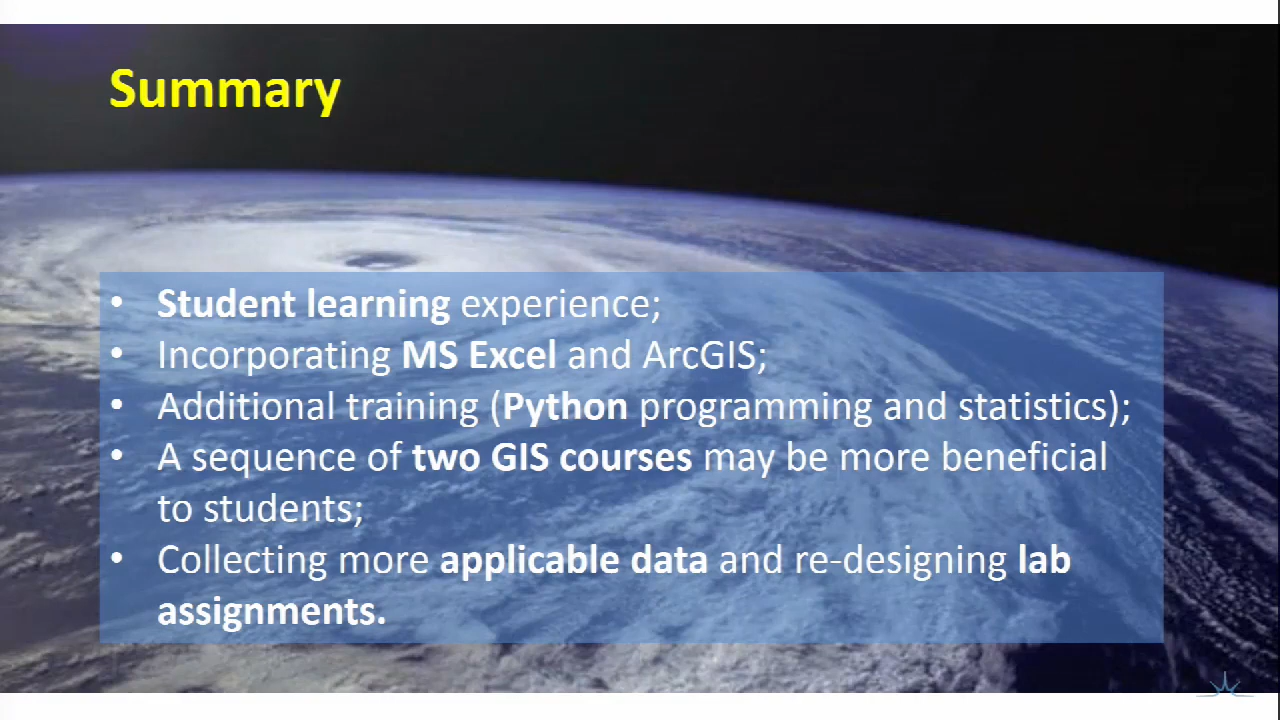 Summary
• Student learning experience;
• Incorporating MS Excel and ArcGIS;
• Additional training (Python programming and statistics);
• A sequence of two GIS courses may be more beneficial
to students;
• Collecting more applicable data and re-designing lab
assignments.